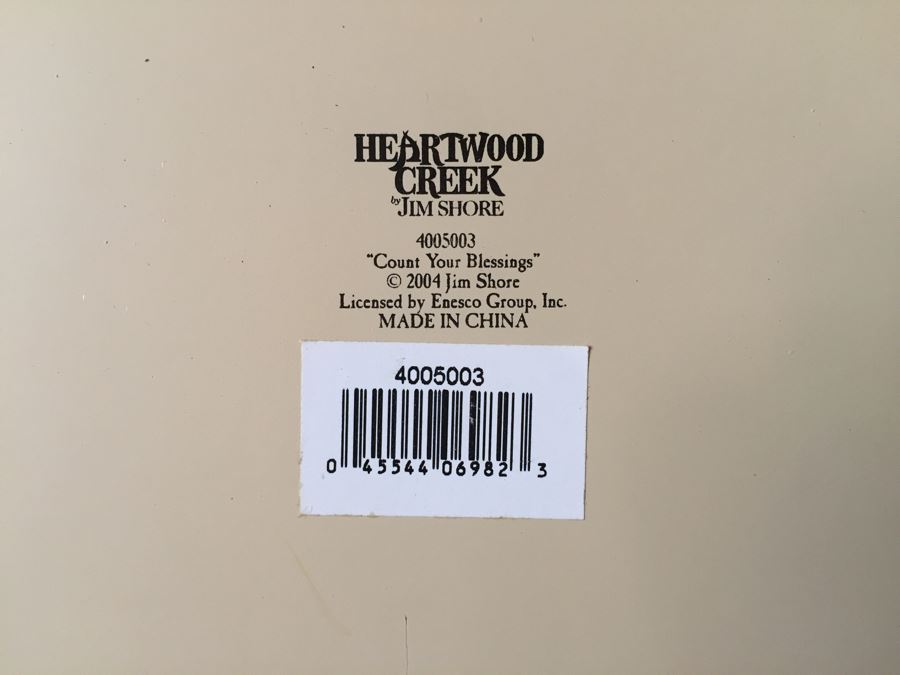 HEARTWOOD
CREEK
by JIM SHORE
4005003
"Count Your Blessings"
© 2004 Jim Shore
Licensed by Enesco Group, Inc.
MADE IN CHINA
4005003
0 45544 06982 3